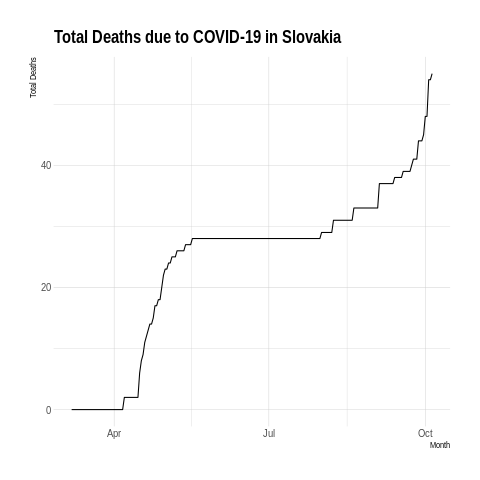 Total Deaths due to COVID-19 in Slovakia
Total Deaths
40
20
0
Apr
Jul
Oct
Month